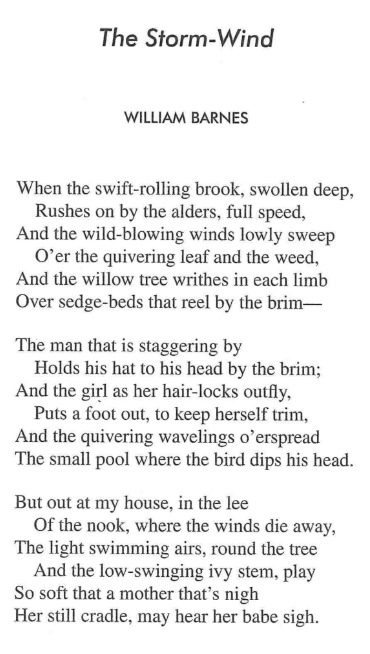 The Storm-Wind
WILLIAM BARNES
When the swift-rolling brook, swollen deep,
Rushes on by the alders, full speed,
And the wild-blowing winds lowly sweep
O'er the quivering leaf and the weed,
And the willow tree writhes in each limb
Over sedge-beds that reel by the brim—
The man that is staggering by
Holds his hat to his head by the brim;
And the girl as her hair-locks outfly,
Puts a foot out, to keep herself trim,
And the quivering wavelings o'erspread
The small pool where the bird dips his head.
But out at my house, in the lee
Of the nook, where the winds die away,
The light swimming airs, round the tree
And the low-swinging ivy stem, play
So soft that a mother that's nigh
Her still cradle, may hear her babe sigh.